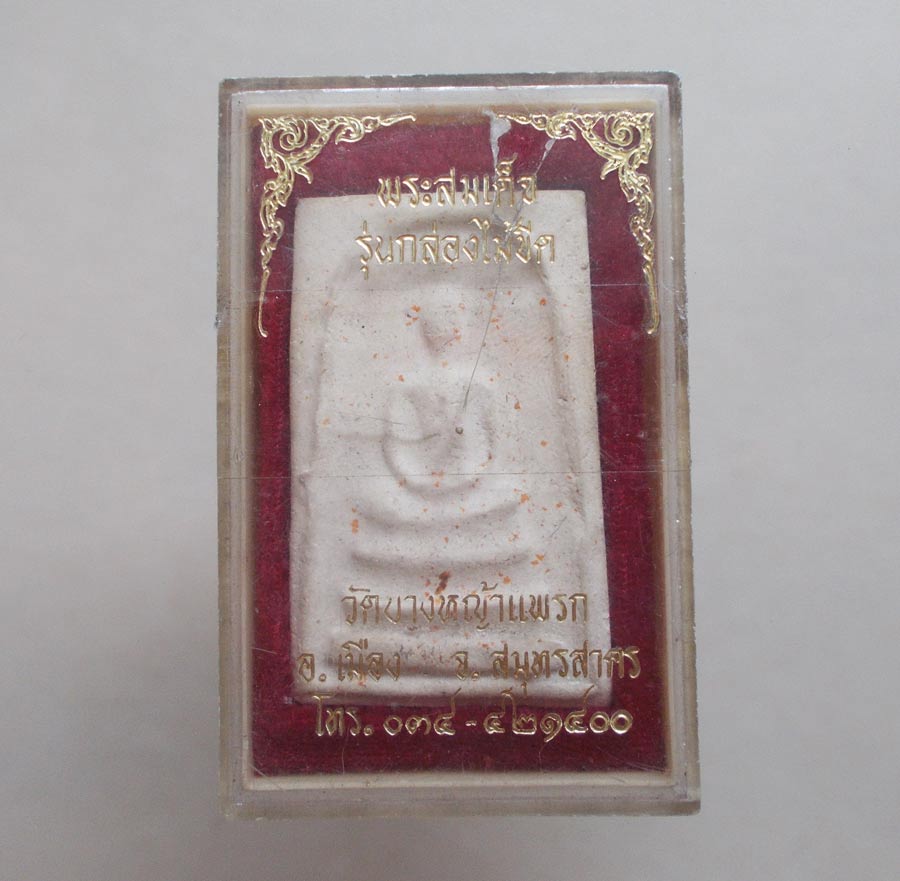 พระสมเด็จ
รุ่นกล่องไม้ขีด
วัดบางหญ้าแพรก
อ.เมือง จ.สมุทรสาคร
โทร. ๐๓๔-๔๒๑๔๐๐